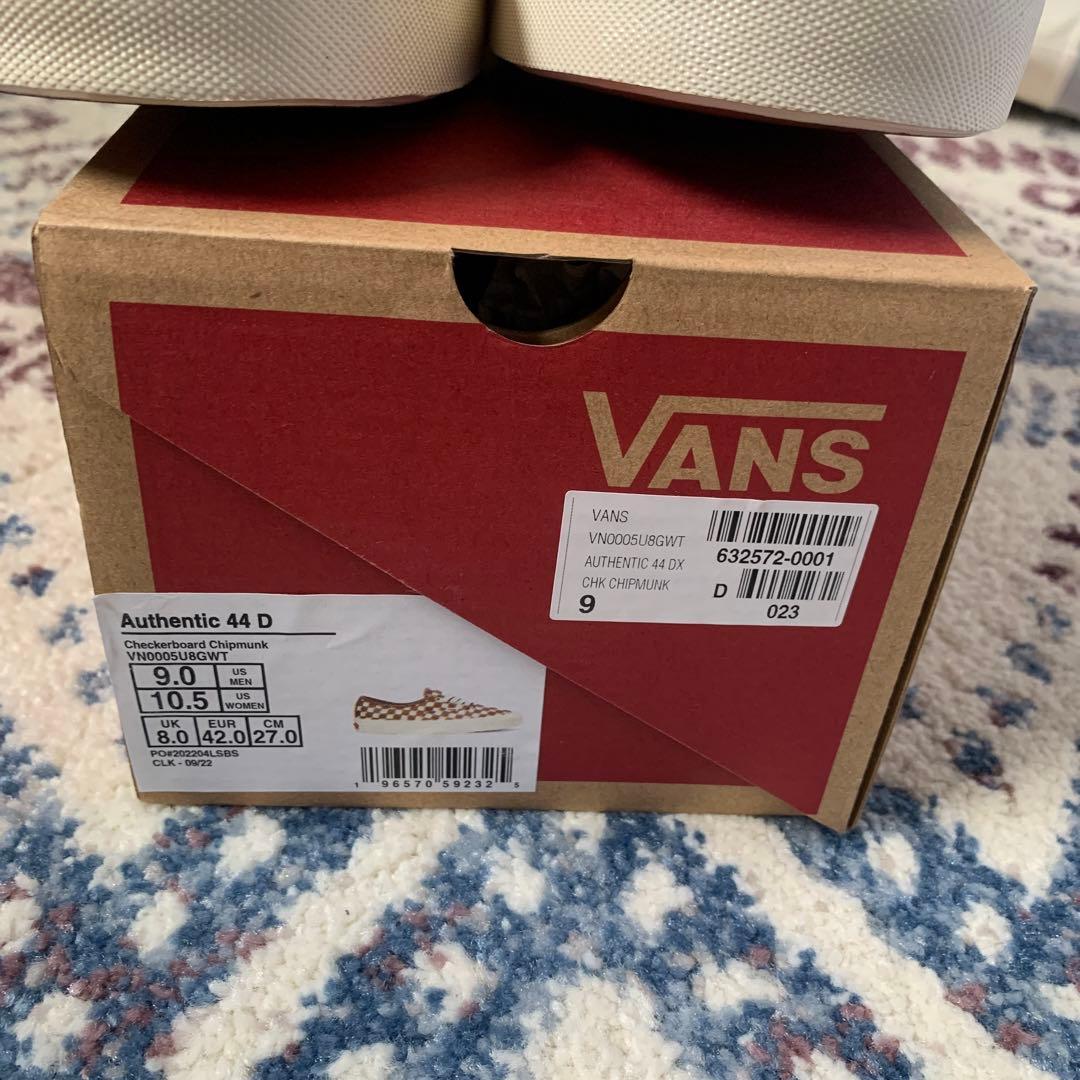 VANS
VANS
VN0005U8GWT
AUTHENTIC 44 DX
CHK CHIPMUNK
9
632572-0001
D
023
Authentic 44 D
Checkerboard Chipmunk
VN0005U8GWT
9.0 US MEN
10.5 US WOMEN
UK EUR CM
8.0 42.0 27.0
PO#202204LSBS
CLK - 09/22
1 96570 59232 5